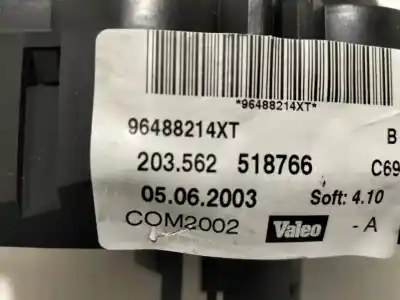 *96488214XT*
96488214XT B
203.562 518766 C69
05.06.2003 Soft: 4.10
COM2002 Valeo - A